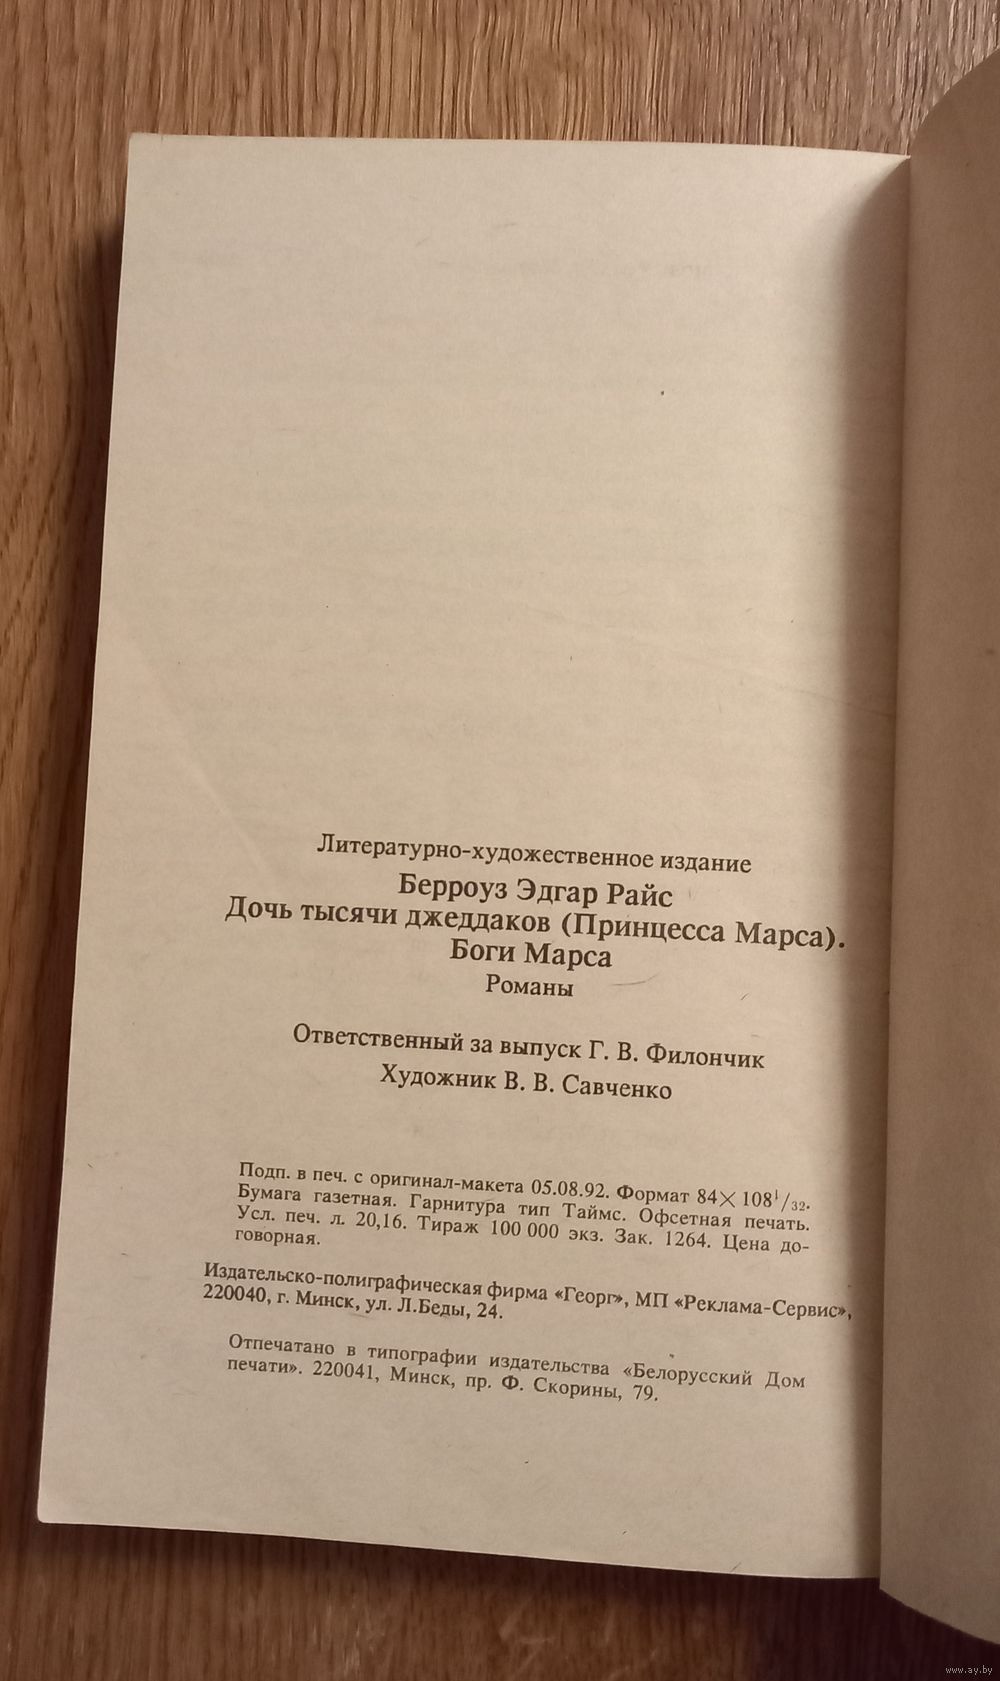 Литературно-художественное издание
Берроуз Эдгар Райс
Дочь тысячи джеддаков (Принцесса Марса).
Боги Марса
Романы
Ответственный за выпуск Г. В. Филончик
Художник В. В. Савченко
Подп. в печ. с оригинал-макета 05.08.92. Формат 84×108¹/₃₂.
Бумага газетная. Гарнитура тип Таймс. Офсетная печать.
Усл. печ. л. 20,16. Тираж 100 000 экз. Зак. 1264. Цена до-
говорная.
Издательско-полиграфическая фирма «Георг», МП «Реклама-Сервис»,
220040, г. Минск, ул. Л.Беды, 24.
Отпечатано в типографии издательства «Белорусский Дом
печати». 220041, Минск, пр. Ф. Скорины, 79.
www.ay.by